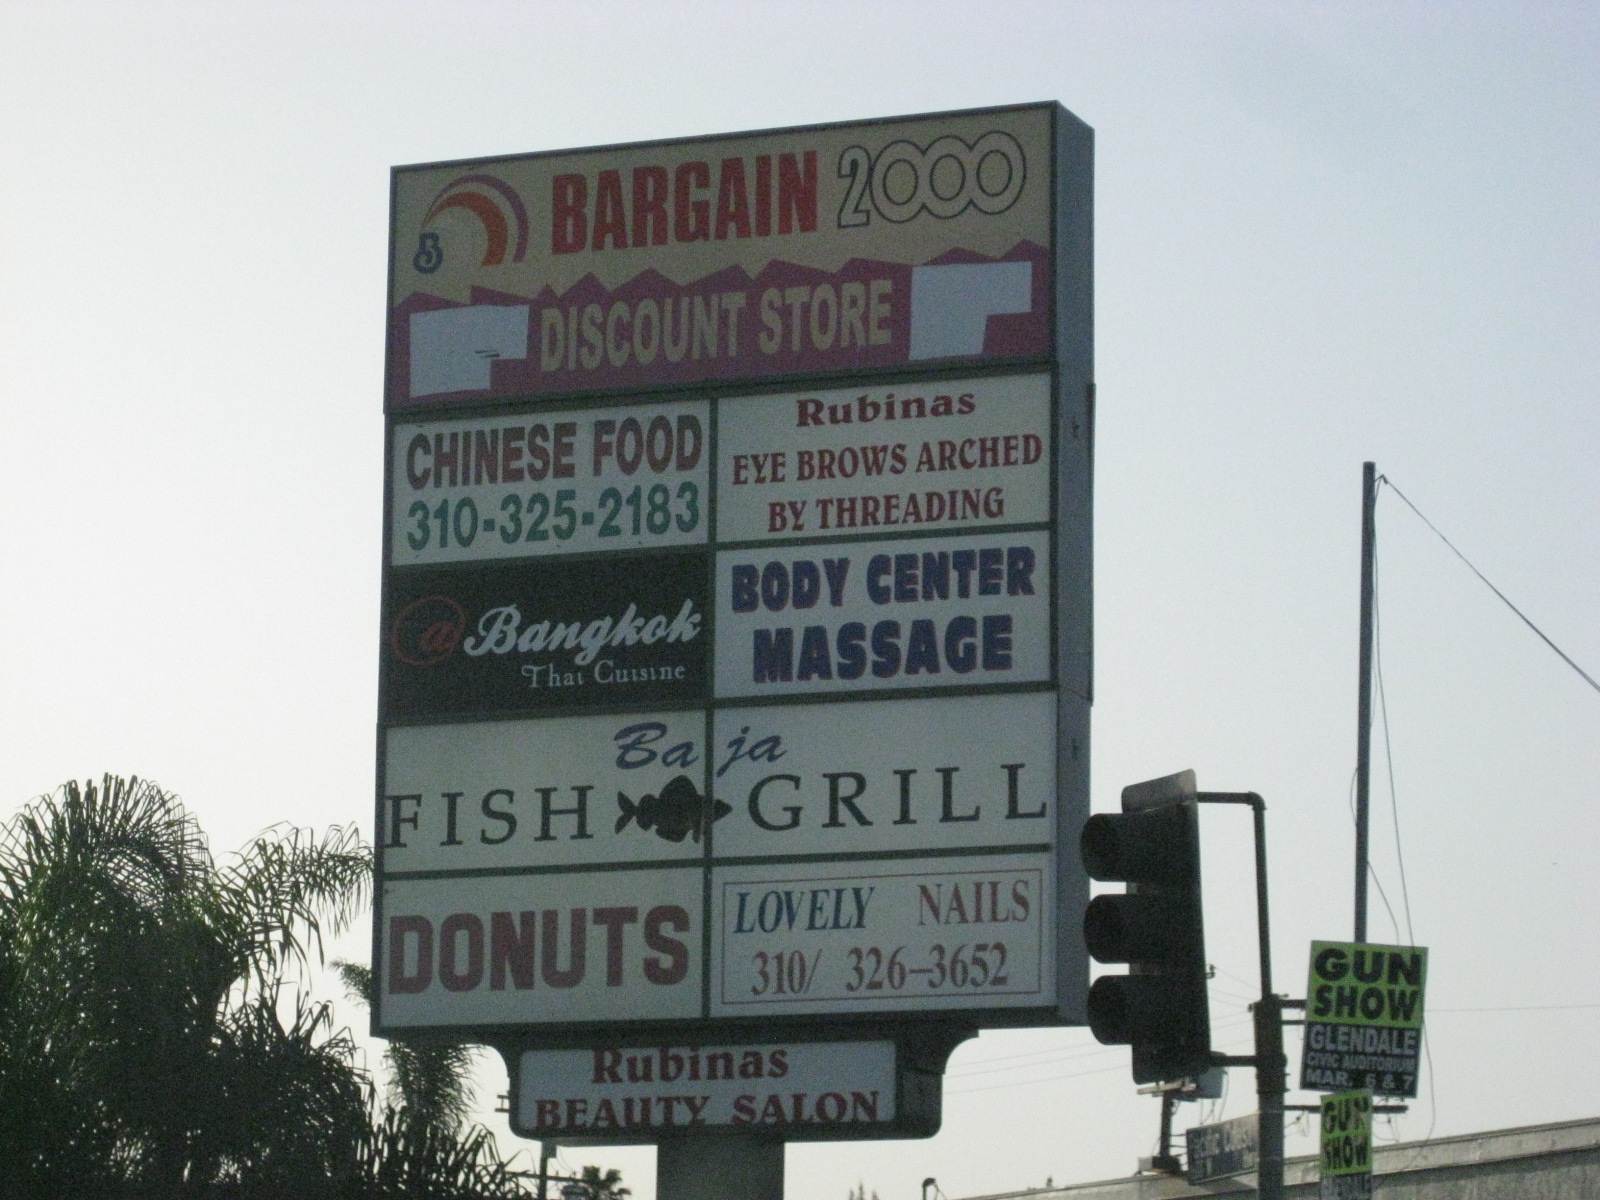 B
BARGAIN 2000
DISCOUNT STORE
CHINESE FOOD
310-325-2183
Rubinas
EYE BROWS ARCHED
BY THREADING
@Bangkok
Thai Cuisine
BODY CENTER
MASSAGE
Baja
FISH GRILL
DONUTS
LOVELY NAILS
310/ 326-3652
Rubinas
BEAUTY SALON
GUN
SHOW
GLENDALE
CIVIC AUDITORIUM
MAR. 6 & 7
GUN
SHOW